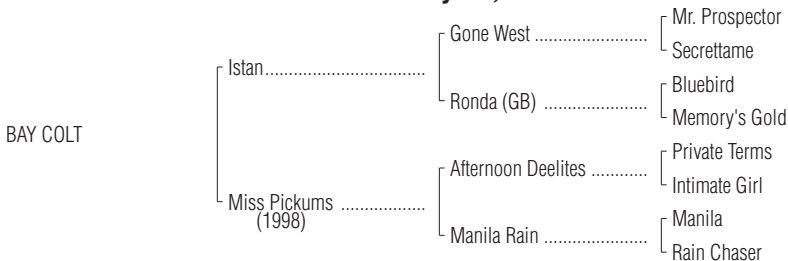 Mr. Prospector
Gone West ........................
Secrettame
Istan..................................
Bluebird
Ronda (GB) ......................
Memory's Gold
BAY COLT
Private Terms
Afternoon Deelites ............
Intimate Girl
Miss Pickums ..................
(1998)
Manila
Manila Rain ......................
Rain Chaser